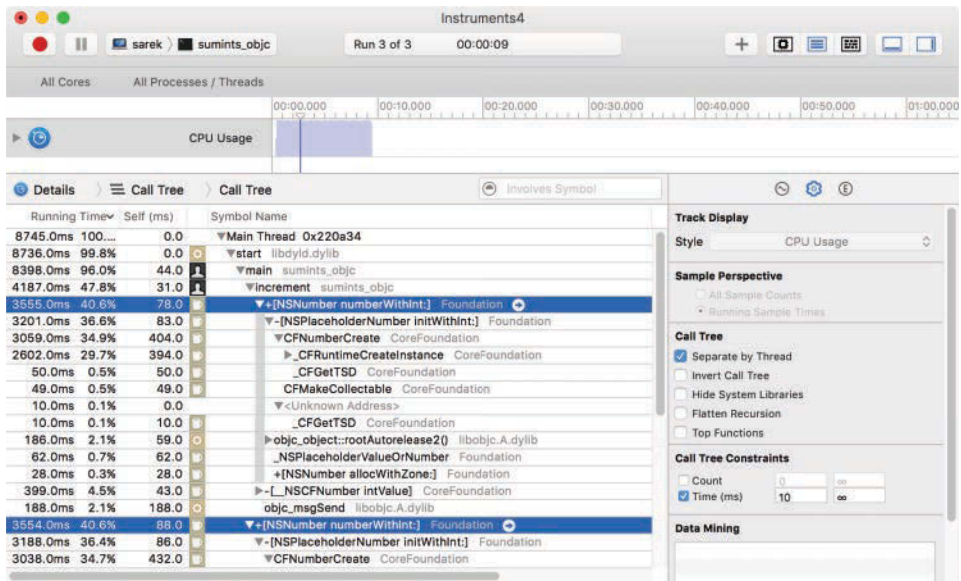 Instruments4
sarek sumints_objc Run 3 of 3 00:00:09
All Cores All Processes / Threads
00:00.000 00:10.000 00:20.000 00:30.000 00:40.000 00:50.000 01:00.000
CPU Usage
Details Call Tree Call Tree Involves Symbol
Running Time Self (ms) Symbol Name
8745.0ms 100.... 0.0 Main Thread 0x220a34
8736.0ms 99.8% 0.0 start libdyld.dylib
8398.0ms 96.0% 44.0 main sumints_objc
4187.0ms 47.8% 31.0 increment sumints_objc
3555.0ms 40.6% 78.0 +[NSNumber numberWithInt:] Foundation
3201.0ms 36.6% 83.0 -[NSPlaceholderNumber initWithInt:] Foundation
3059.0ms 34.9% 404.0 CFNumberCreate CoreFoundation
2602.0ms 29.7% 394.0 _CFRuntimeCreateInstance CoreFoundation
50.0ms 0.5% 50.0 _CFGetTSD CoreFoundation
49.0ms 0.5% 49.0 CFMakeCollectable CoreFoundation
10.0ms 0.1% 0.0 <Unknown Address>
10.0ms 0.1% 10.0 _CFGetTSD CoreFoundation
186.0ms 2.1% 59.0 objc_object::rootAutorelease2() libobjc.A.dylib
62.0ms 0.7% 62.0 _NSPlaceholderValueOrNumber Foundation
28.0ms 0.3% 28.0 +[NSNumber allocWithZone:] Foundation
399.0ms 4.5% 43.0 -[__NSCFNumber intValue] CoreFoundation
188.0ms 2.1% 188.0 objc_msgSend libobjc.A.dylib
3554.0ms 40.6% 88.0 +[NSNumber numberWithInt:] Foundation
3188.0ms 36.4% 86.0 -[NSPlaceholderNumber initWithInt:] Foundation
3038.0ms 34.7% 432.0 CFNumberCreate CoreFoundation
Track Display
Style CPU Usage
Sample Perspective
All Sample Counts
Running Sample Times
Call Tree
Separate by Thread
Invert Call Tree
Hide System Libraries
Flatten Recursion
Top Functions
Call Tree Constraints
Count 0 ∞
Time (ms) 10 ∞
Data Mining